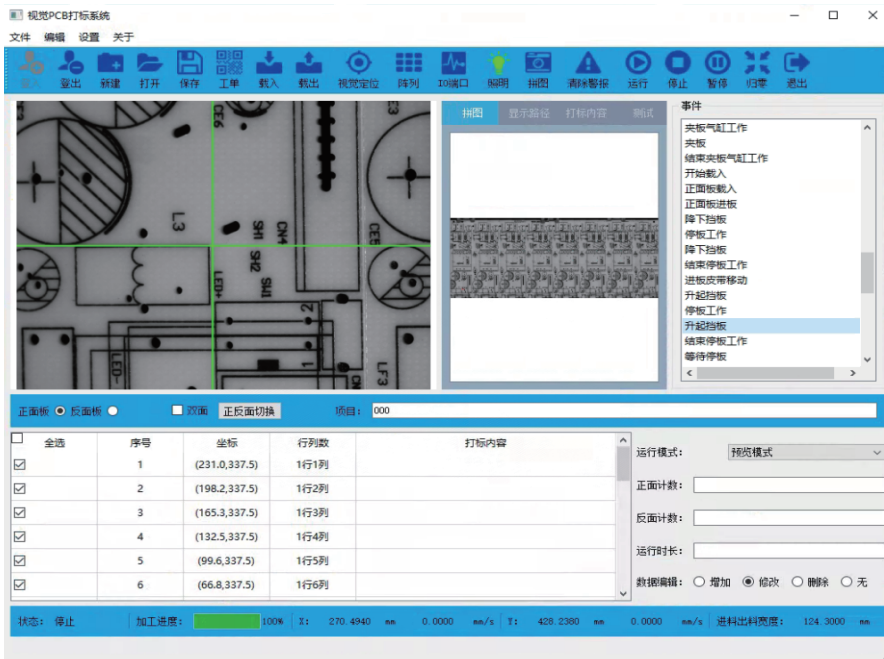 视觉PCB打标系统
文件 编辑 设置 关于
登入 登出 新建 打开 保存 工单 载入 载出 视觉定位 阵列 IO端口 照明 拼图 清除警报 运行 停止 暂停 归零 退出
拼图 显示路径 打标内容 测试
事件
夹板气缸工作
夹板
结束夹板气缸工作
开始载入
正面板载入
正面板进板
降下挡板
停板工作
降下挡板
结束停板工作
进板皮带移动
升起挡板
停板工作
升起挡板
结束停板工作
等待停板
CE6
L3
SH1
CN4
CE5
SH2
SW1
LED+
2
LED-
1
LF3
正面板 反面板 双面 正反面切换 项目: 000
全选 序号 坐标 行列数 打标内容
1 (231.0,337.5) 1行1列
2 (198.2,337.5) 1行2列
3 (165.3,337.5) 1行3列
4 (132.5,337.5) 1行4列
5 (99.6,337.5) 1行5列
6 (66.8,337.5) 1行6列
运行模式: 预览模式
正面计数:
反面计数:
运行时长:
数据编辑: 增加 修改 删除 无
状态: 停止 加工进度: 100% X: 270.4940 mm 0.0000 mm/s Y: 428.2380 mm 0.0000 mm/s 进料出料宽度: 124.3000 mm